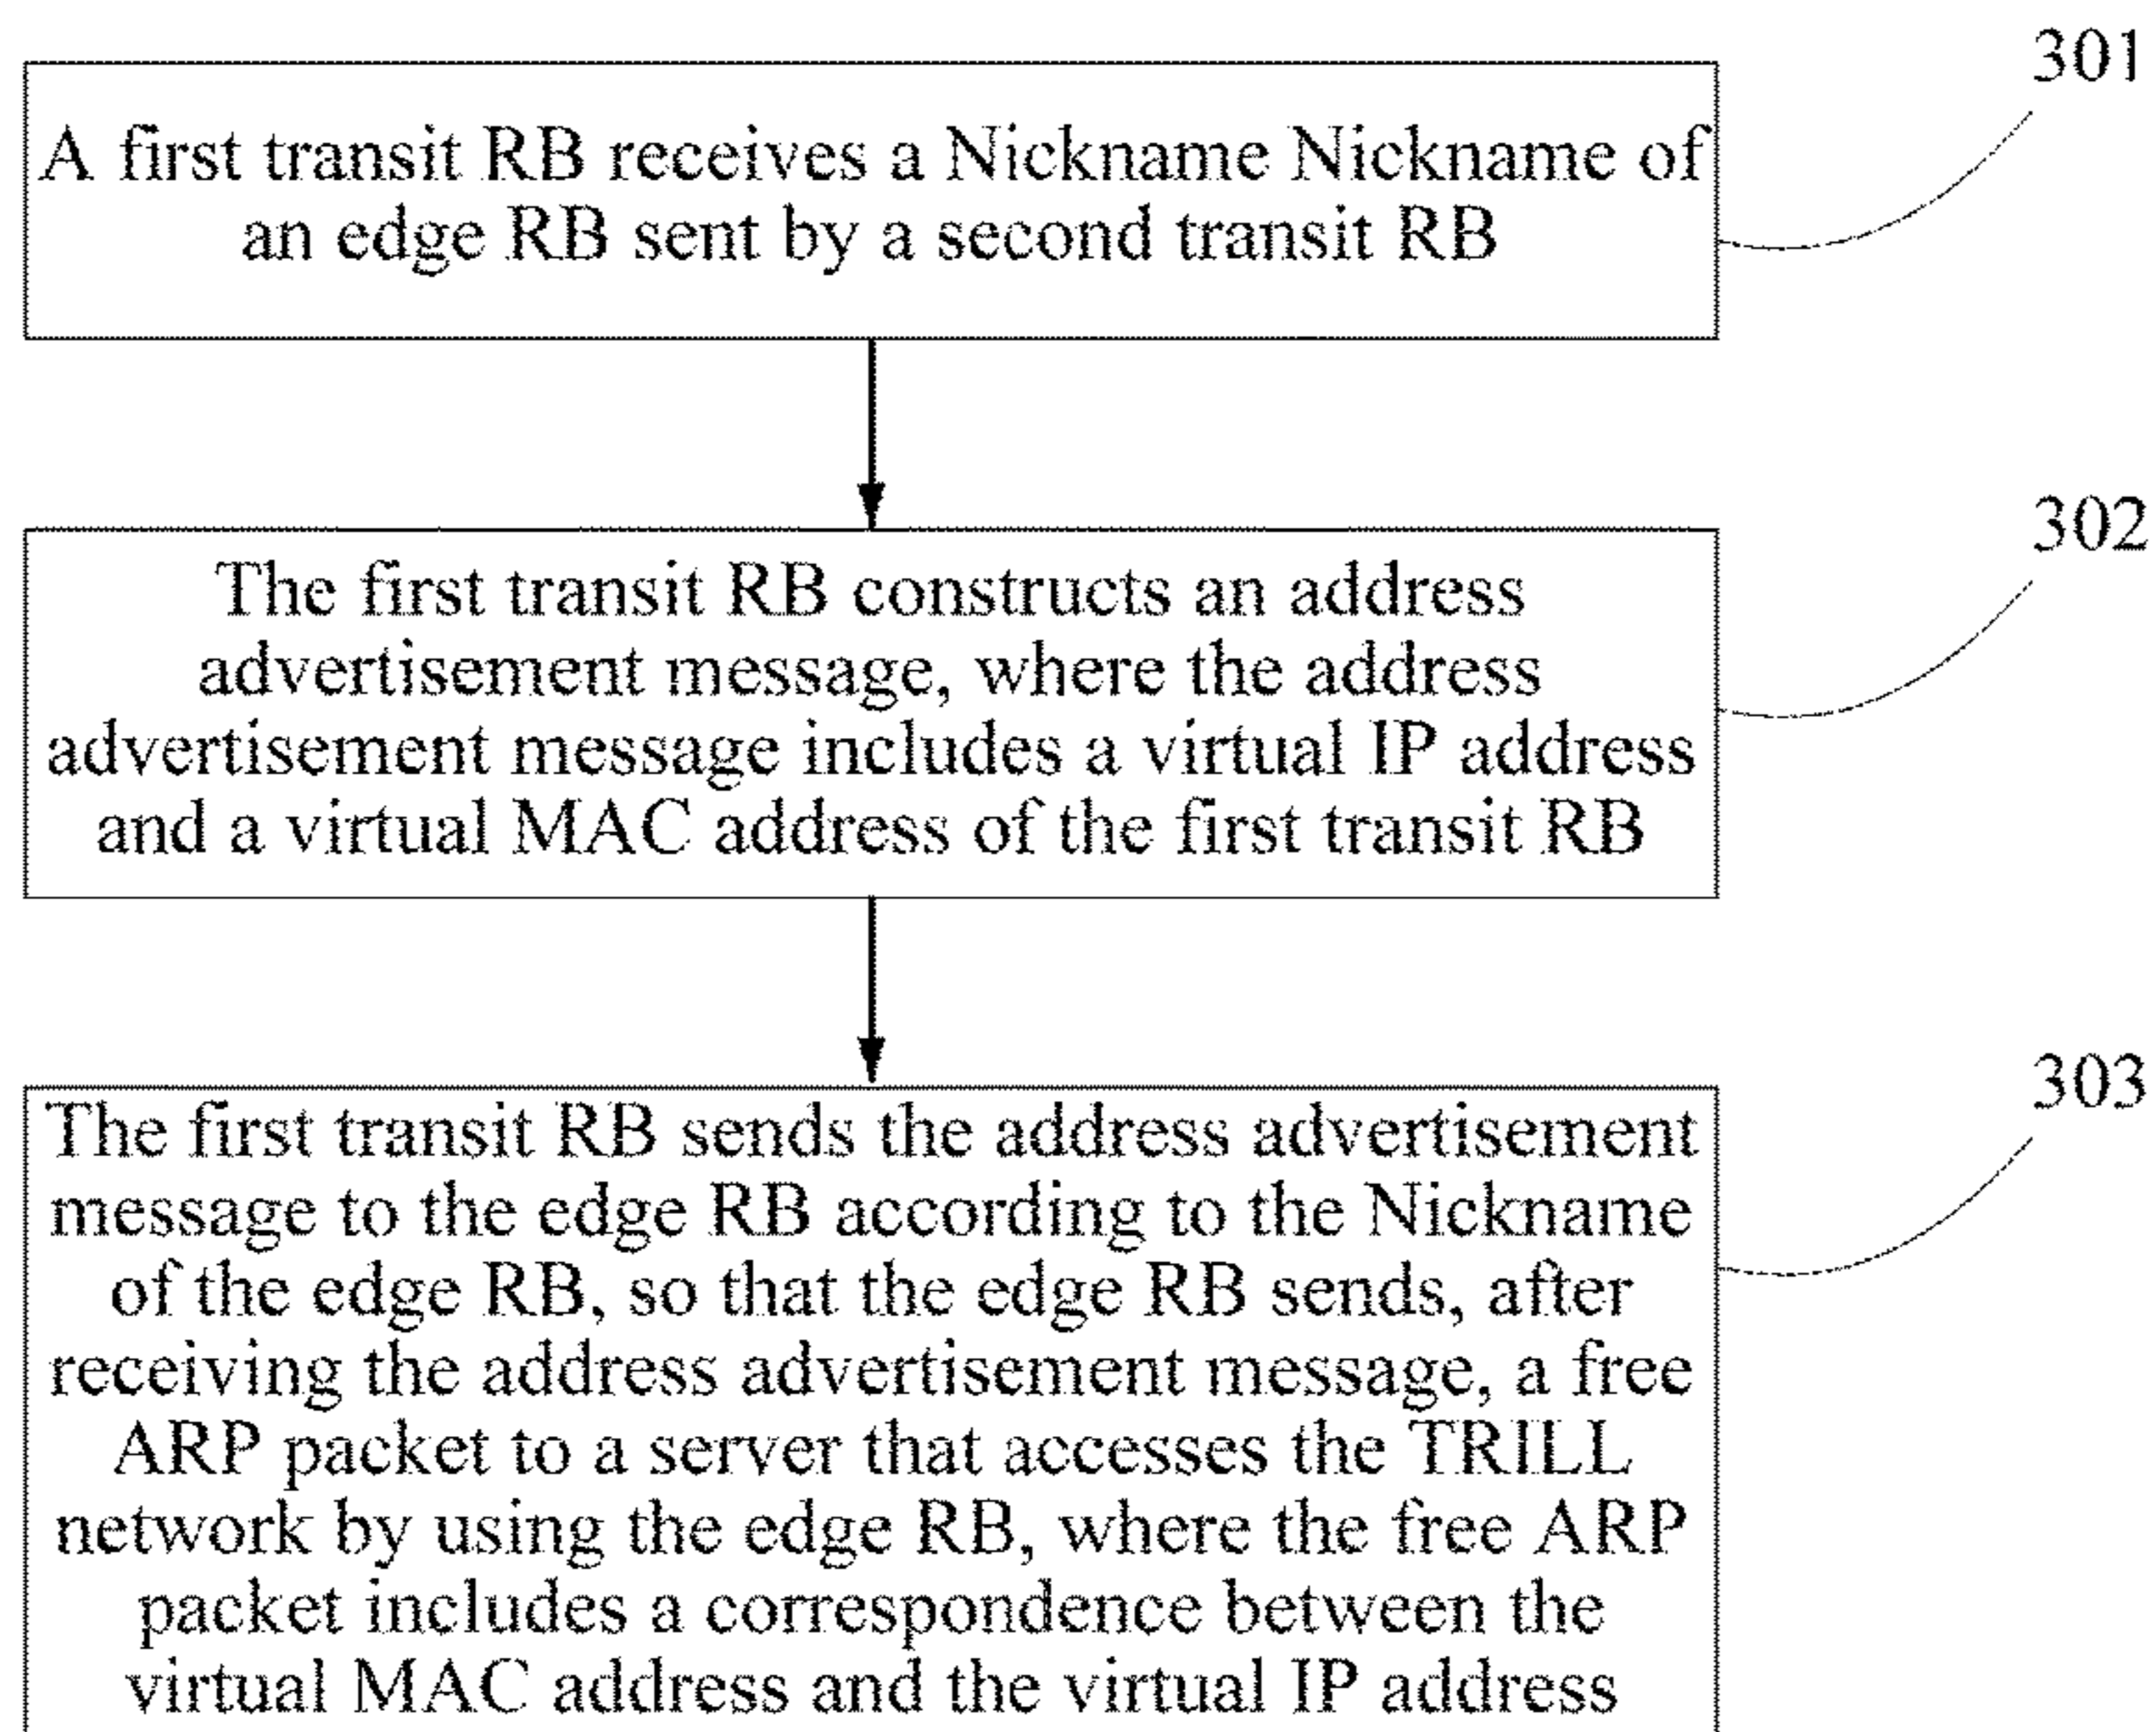 301
A first transit RB receives a Nickname Nickname of
an edge RB sent by a second transit RB
302
The first transit RB constructs an address
advertisement message, where the address
advertisement message includes a virtual IP address
and a virtual MAC address of the first transit RB
303
The first transit RB sends the address advertisement
message to the edge RB according to the Nickname
of the edge RB, so that the edge RB sends, after
receiving the address advertisement message, a free
ARP packet to a server that accesses the TRILL
network by using the edge RB, where the free ARP
packet includes a correspondence between the
virtual MAC address and the virtual IP address